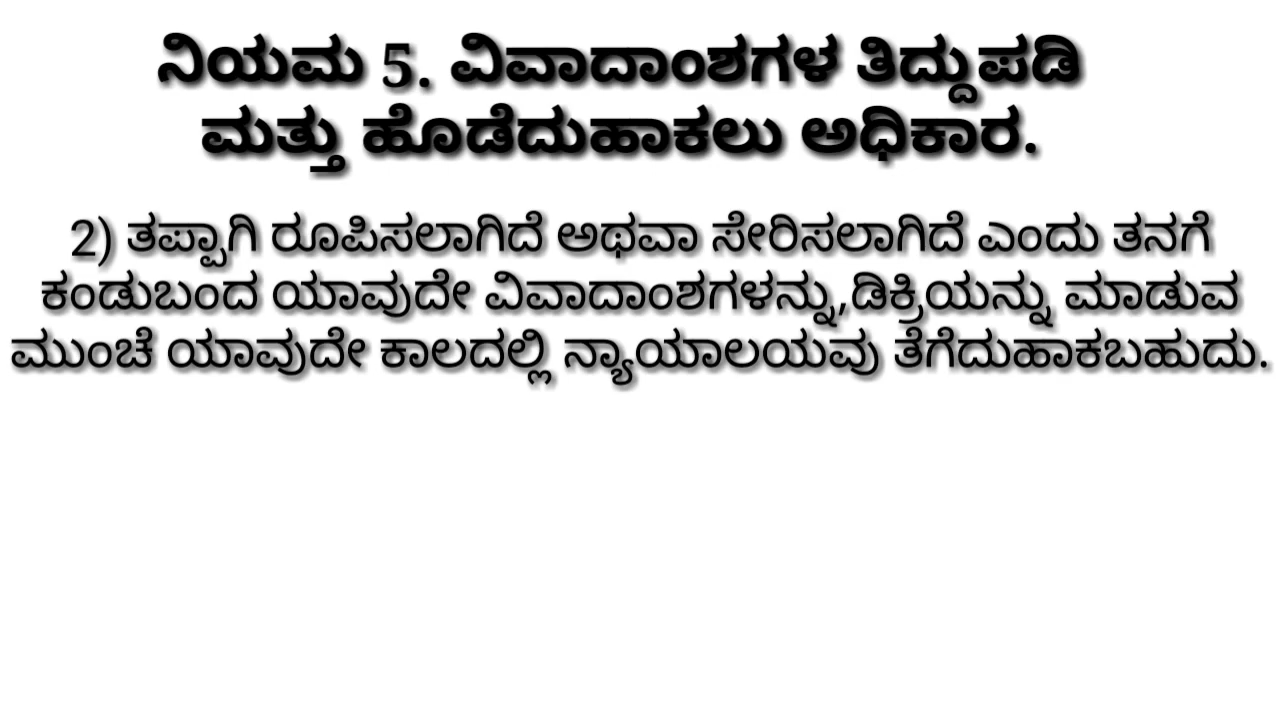 ನಿಯಮ 5. ವಿವಾದಾಂಶಗಳ ತಿದ್ದುಪಡಿ
ಮತ್ತು ಹೊಡೆದುಹಾಕಲು ಅಧಿಕಾರ.
2) ತಪ್ಪಾಗಿ ರೂಪಿಸಲಾಗಿದೆ ಅಥವಾ ಸೇರಿಸಲಾಗಿದೆ ಎಂದು ತನಗೆ
ಕಂಡುಬಂದ ಯಾವುದೇ ವಿವಾದಾಂಶಗಳನ್ನು,ಡಿಕ್ರಿಯನ್ನು ಮಾಡುವ
ಮುಂಚೆ ಯಾವುದೇ ಕಾಲದಲ್ಲಿ ನ್ಯಾಯಾಲಯವು ತೆಗೆದುಹಾಕಬಹುದು.